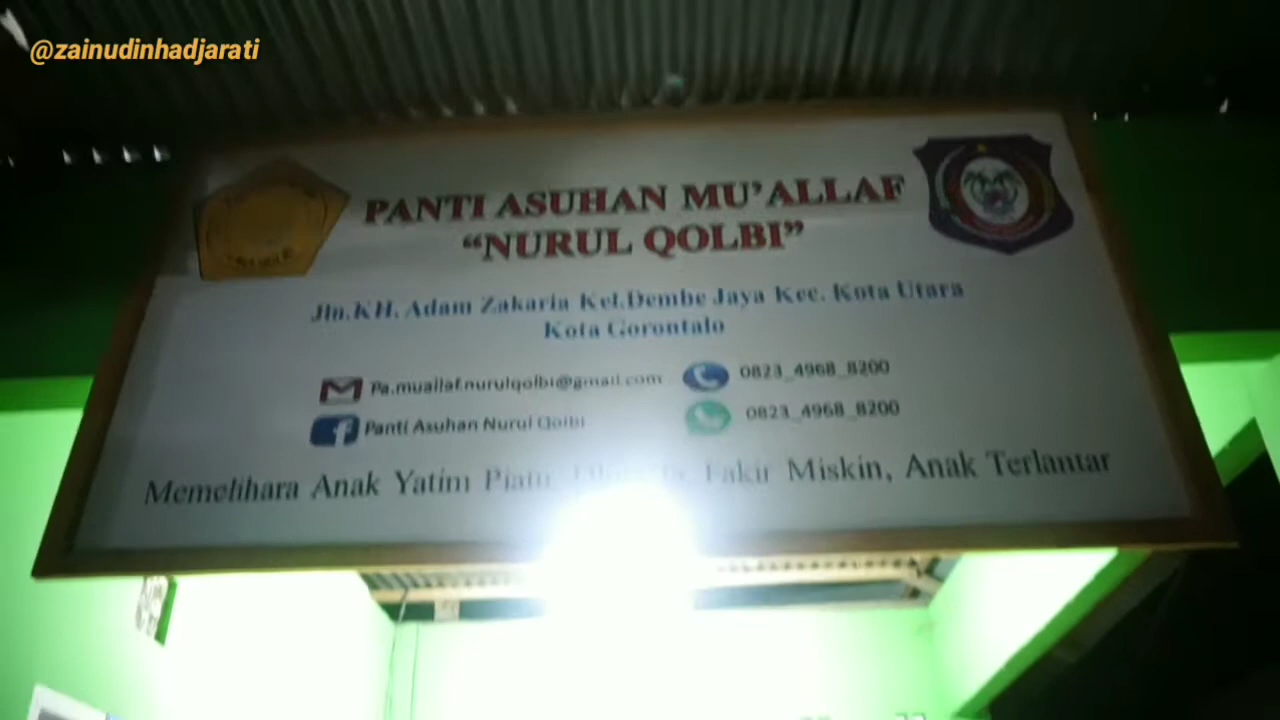 @zainudinhadjarati
PANTI ASUHAN MU'ALLAF
“NURUL QOLBI”
Jln.KH. Adam Zakaria Kel.Dembe Jaya Kec. Kota Utara
Kota Gorontalo
Pa.muallaf.nurulqolbi@gmail.com
0823_4968_8200
Panti Asuhan Nurul Qolbi
0823_4968_8200
Memelihara Anak Yatim Piatu Fakir Miskin, Anak Terlantar